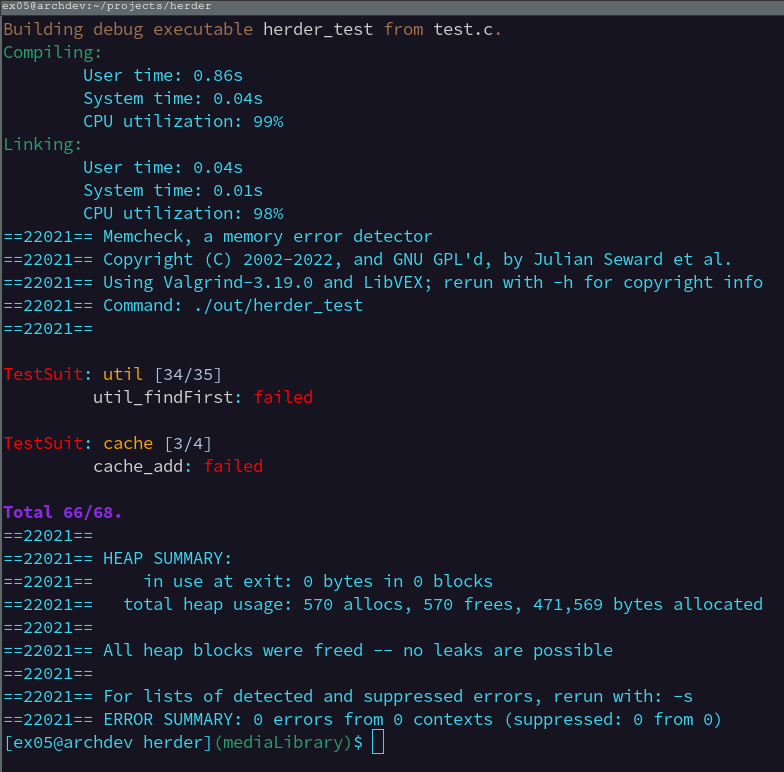 ex05@archdev:~/projects/herder
Building debug executable herder_test from test.c.
Compiling:
User time: 0.86s
System time: 0.04s
CPU utilization: 99%
Linking:
User time: 0.04s
System time: 0.01s
CPU utilization: 98%
==22021== Memcheck, a memory error detector
==22021== Copyright (C) 2002-2022, and GNU GPL'd, by Julian Seward et al.
==22021== Using Valgrind-3.19.0 and LibVEX; rerun with -h for copyright info
==22021== Command: ./out/herder_test
==22021==
TestSuit: util [34/35]
util_findFirst: failed
TestSuit: cache [3/4]
cache_add: failed
Total 66/68.
==22021==
==22021== HEAP SUMMARY:
==22021==     in use at exit: 0 bytes in 0 blocks
==22021==   total heap usage: 570 allocs, 570 frees, 471,569 bytes allocated
==22021==
==22021== All heap blocks were freed -- no leaks are possible
==22021==
==22021== For lists of detected and suppressed errors, rerun with: -s
==22021== ERROR SUMMARY: 0 errors from 0 contexts (suppressed: 0 from 0)
[ex05@archdev herder](mediaLibrary)$